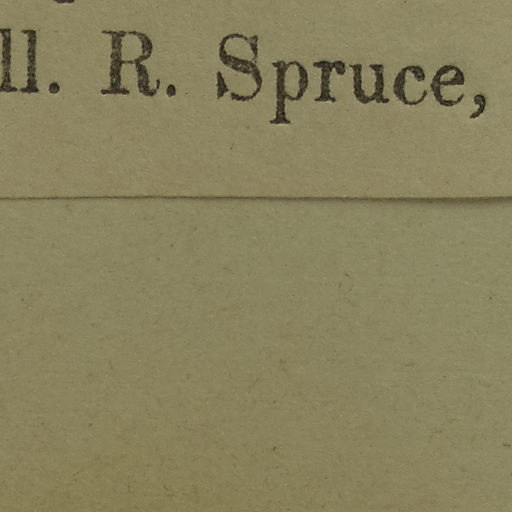 ll. R. Spruce,